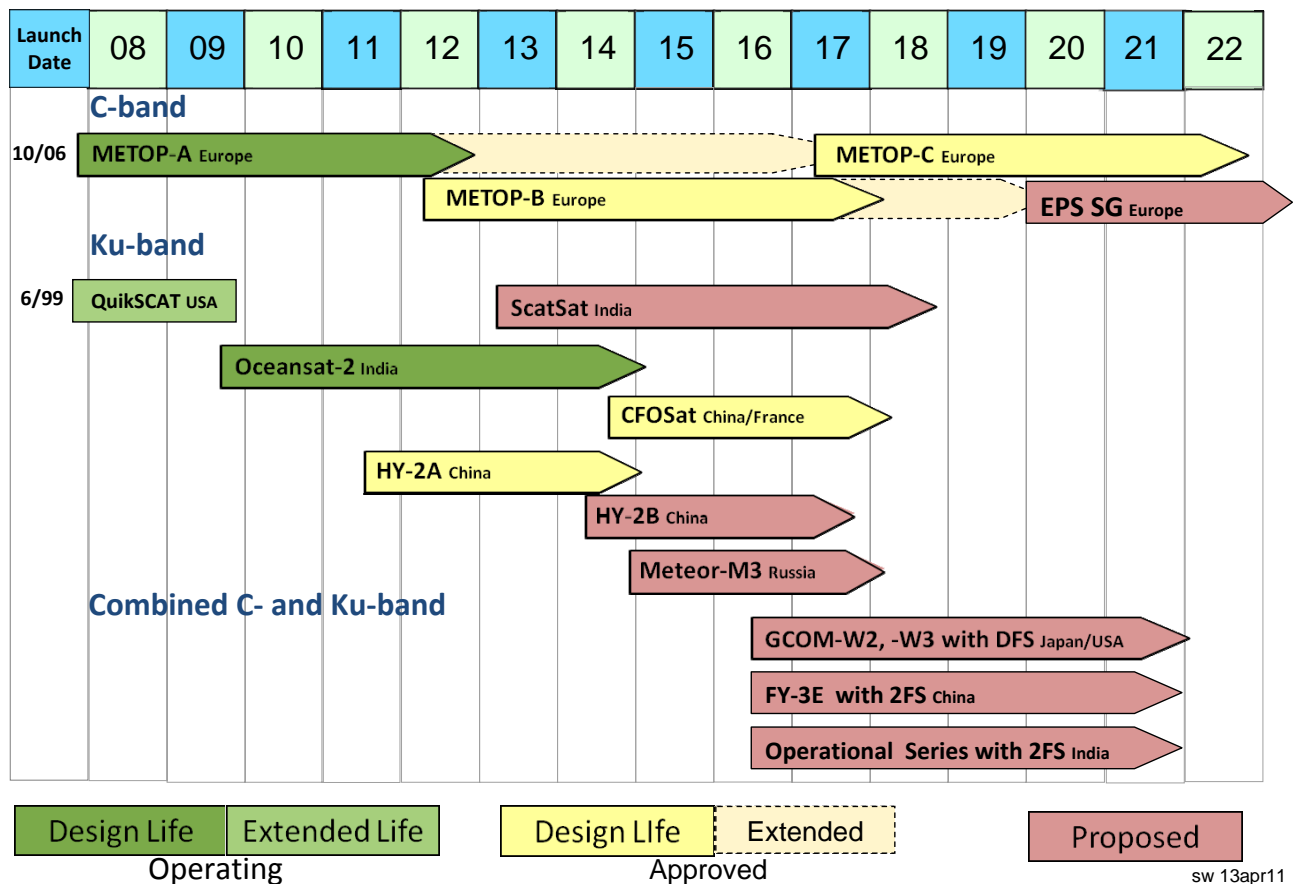 Launch Date 08 09 10 11 12 13 14 15 16 17 18 19 20 21 22
C-band
10/06 METOP-A Europe METOP-C Europe
METOP-B Europe EPS SG Europe
Ku-band
6/99 QuikSCAT USA ScatSat India
Oceansat-2 India
CFOSat China/France
HY-2A China
HY-2B China
Meteor-M3 Russia
Combined C- and Ku-band
GCOM-W2, -W3 with DFS Japan/USA
FY-3E with 2FS China
Operational Series with 2FS India
Design Life Extended Life Design LIfe Extended Proposed
Operating Approved
sw 13apr11